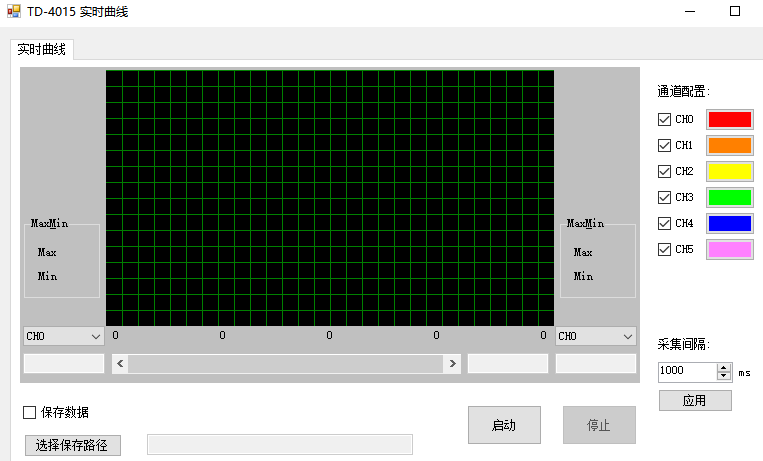 TD-4015 实时曲线
实时曲线
通道配置:
CH0
CH1
CH2
CH3
CH4
CH5
MaxMin
Max
Min
MaxMin
Max
Min
CH0 0 0 0 0 0 CH0
采集间隔:
1000 ms
应用
保存数据
启动 停止
选择保存路径